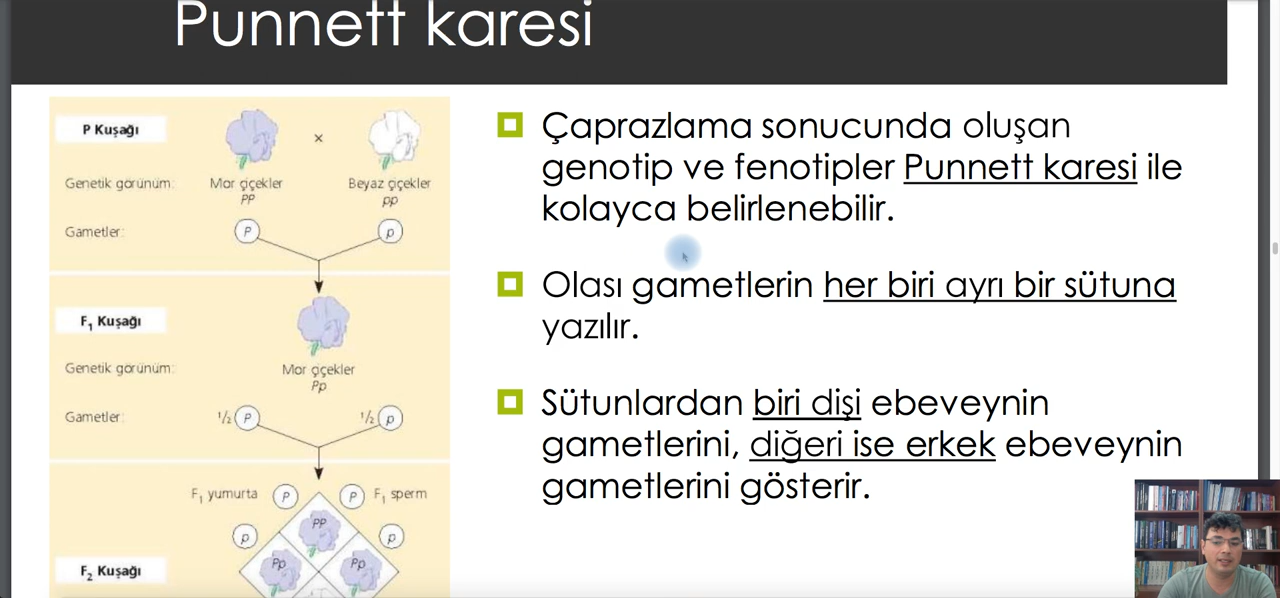 Punnett karesi
P Kuşağı
×
Genetik görünüm:
Mor çiçekler
PP
Beyaz çiçekler
pp
Gametler:
P
p
F₁ Kuşağı
Genetik görünüm:
Mor çiçekler
Pp
Gametler:
1/2 P
1/2 p
F₁ yumurta
P
P
F₁ sperm
p
PP
p
Pp
Pp
F₂ Kuşağı
Çaprazlama sonucunda oluşan
genotip ve fenotipler Punnett karesi ile
kolayca belirlenebilir.
Olası gametlerin her biri ayrı bir sütuna
yazılır.
Sütunlardan biri dişi ebeveynin
gametlerini, diğeri ise erkek ebeveynin
gametlerini gösterir.